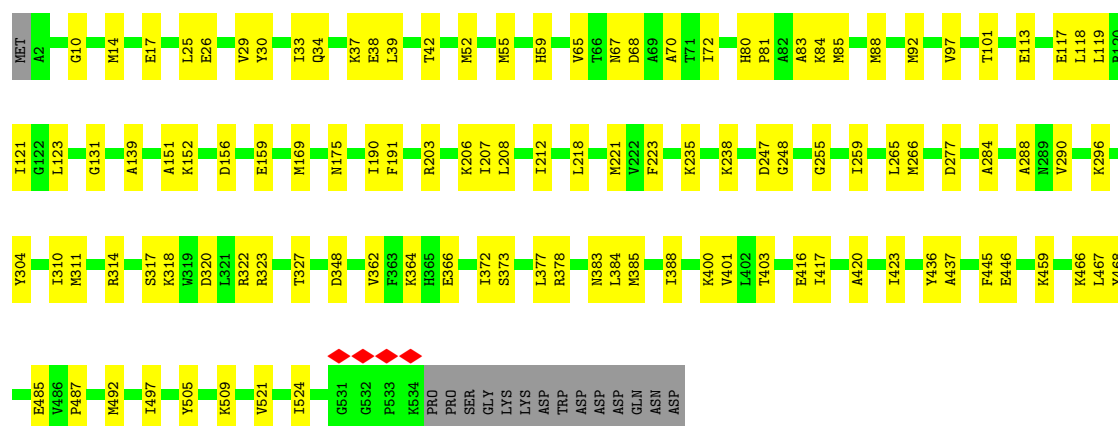 MET A2 G10 M14 E17 L25 E26 V29 Y30 I33 Q34 K37 E38 L39 T42 M52 M55 H59 V65 T66 N67 D68 A69 A70 T71 I72 H80 P81 A82 A83 K84 M85 M88 M92 V97 T101 E113 E117 L118 L119 R120
I121 G122 L123 G131 A139 A151 K152 D156 E159 M169 N175 I190 F191 R203 K206 I207 L208 I212 L218 M221 V222 F223 K235 K238 D247 G248 G255 I259 L265 M266 D277 A284 A288 N289 V290 K296
Y304 I310 M311 R314 S317 K318 W319 D320 L321 R322 R323 T327 D348 V362 F363 K364 H365 E366 I372 S373 L377 R378 N383 L384 M385 I388 K400 V401 L402 T403 E416 I417 A420 I423 Y436 A437 F445 E446 K459 K466 L467 Y468
E485 V486 P487 M492 I497 Y505 K509 V521 I524 G531 G532 P533 K534 PRO PRO SER GLY LYS LYS ASP TRP ASP ASP ASP GLN ASN ASP